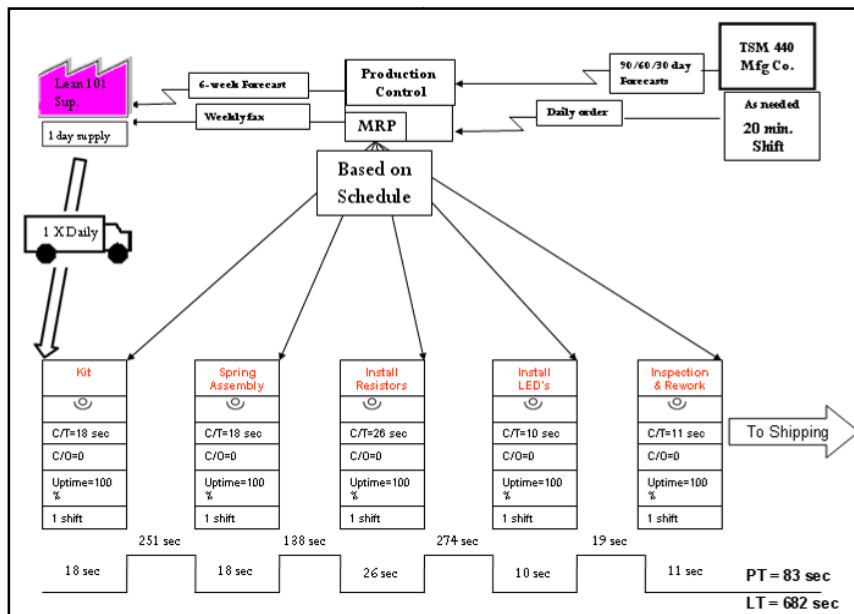 Lean 101
Sup.
1 day supply
6-week Forecast
Weekly fax
Production
Control
MRP
90/60/30 day
Forecasts
Daily order
TSM 440
Mfg Co.
As needed
20 min.
Shift
Based on
Schedule
1 X Daily
Kit
C/T=18 sec
C/O=0
Uptime=100
%
1 shift
Spring
Assembly
C/T=18 sec
C/O=0
Uptime=100
%
1 shift
Install
Resistors
C/T=26 sec
C/O=0
Uptime=100
%
1 shift
Install
LED's
C/T=10 sec
C/O=0
Uptime=100
%
1 shift
Inspection
& Rework
C/T=11 sec
C/O=0
Uptime=100
%
1 shift
To Shipping
251 sec
138 sec
274 sec
19 sec
18 sec
18 sec
26 sec
10 sec
11 sec
PT = 83 sec
LT = 682 sec